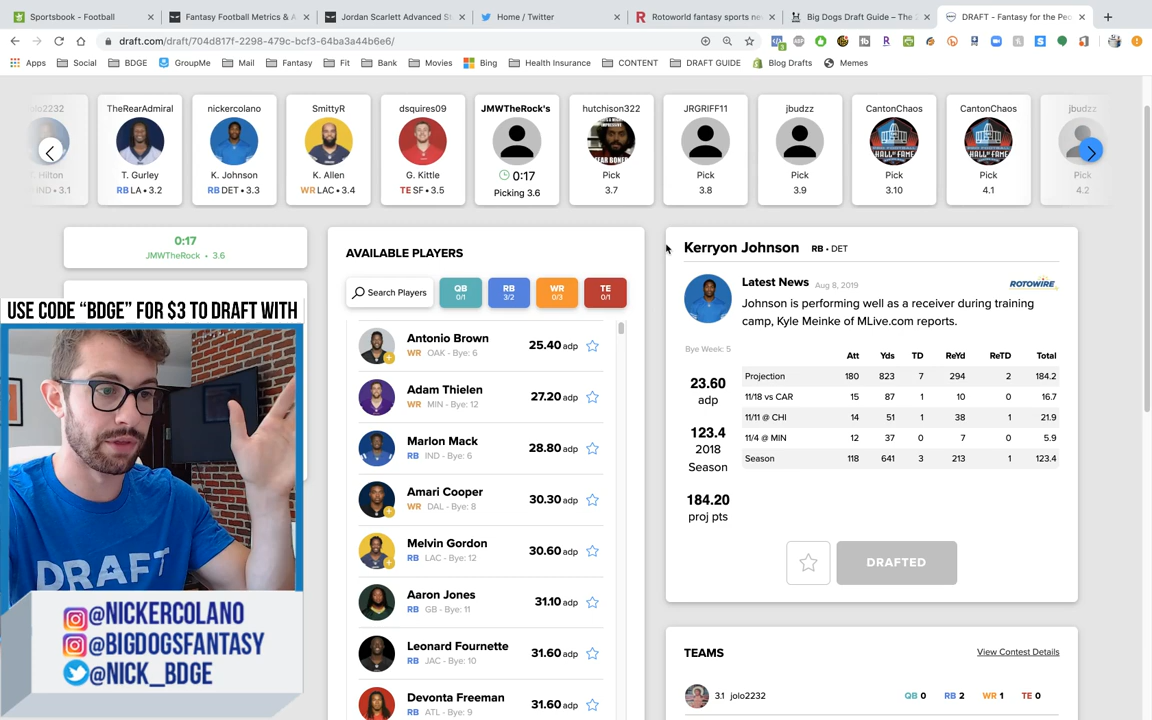 Sportsbook - Football
Fantasy Football Metrics & A
Jordan Scarlett Advanced St
Home / Twitter
Rotoworld fantasy sports ne
Big Dogs Draft Guide – The
DRAFT - Fantasy for the Peo
draft.com/draft/704d817f-2298-479c-bcf3-64ba3a44b6e6/
Apps Social BDGE GroupMe Mail Fantasy Fit Bank Movies Bing Health Insurance CONTENT DRAFT GUIDE Blog Drafts Memes
jolo2232
T. Hilton
IND • 3.1
TheRearAdmiral
T. Gurley
RB LA • 3.2
nickercolano
K. Johnson
RB DET • 3.3
SmittyR
K. Allen
WR LAC • 3.4
dsquires09
G. Kittle
TE SF • 3.5
JMWTheRock's
0:17
Picking 3.6
hutchison322
Pick
3.7
JRGRIFF11
Pick
3.8
jbudzz
Pick
3.9
CantonChaos
Pick
3.10
CantonChaos
Pick
4.1
jbudzz
Pick
4.2
0:17
JMWTheRock • 3.6
USE CODE "BDGE" FOR $3 TO DRAFT WITH
DRAFT
@NICKERCOLANO
@BIGDOGSFANTASY
@NICK__BDGE
AVAILABLE PLAYERS
Search Players
QB
0/1
RB
3/2
WR
0/3
TE
0/1
Antonio Brown
WR OAK - Bye: 6
25.40 adp
Adam Thielen
WR MIN - Bye: 12
27.20 adp
Marlon Mack
RB IND - Bye: 6
28.80 adp
Amari Cooper
WR DAL - Bye: 8
30.30 adp
Melvin Gordon
RB LAC - Bye: 12
30.60 adp
Aaron Jones
RB GB - Bye: 11
31.10 adp
Leonard Fournette
RB JAC - Bye: 10
31.60 adp
Devonta Freeman
RB ATL - Bye: 9
31.60 adp
Kerryon Johnson RB • DET
Latest News Aug 8, 2019
ROTOWIRE
Johnson is performing well as a receiver during training
camp, Kyle Meinke of MLive.com reports.
Bye Week: 5
23.60
adp
123.4
2018
Season
184.20
proj pts
Att Yds TD ReYd ReTD Total
Projection 180 823 7 294 2 184.2
11/18 vs CAR 15 87 1 10 0 16.7
11/11 @ CHI 14 51 1 38 1 21.9
11/4 @ MIN 12 37 0 7 0 5.9
Season 118 641 3 213 1 123.4
DRAFTED
TEAMS
View Contest Details
3.1 jolo2232 QB 0 RB 2 WR 1 TE 0